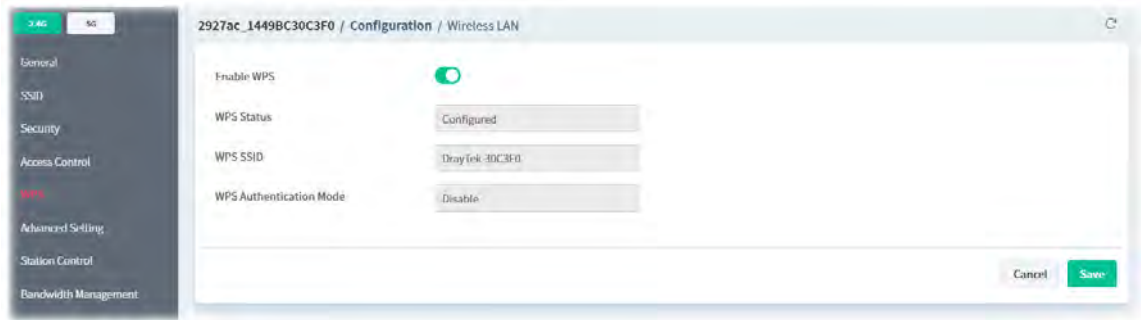 2.4G 5G
2927ac_1449BC30C3F0 / Configuration / Wireless LAN
General
SSID
Security
Access Control
WPS
Advanced Setting
Station Control
Bandwidth Management
Enable WPS
WPS Status Configured
WPS SSID DrayTek-30C3F0
WPS Authentication Mode Disable
Cancel Save